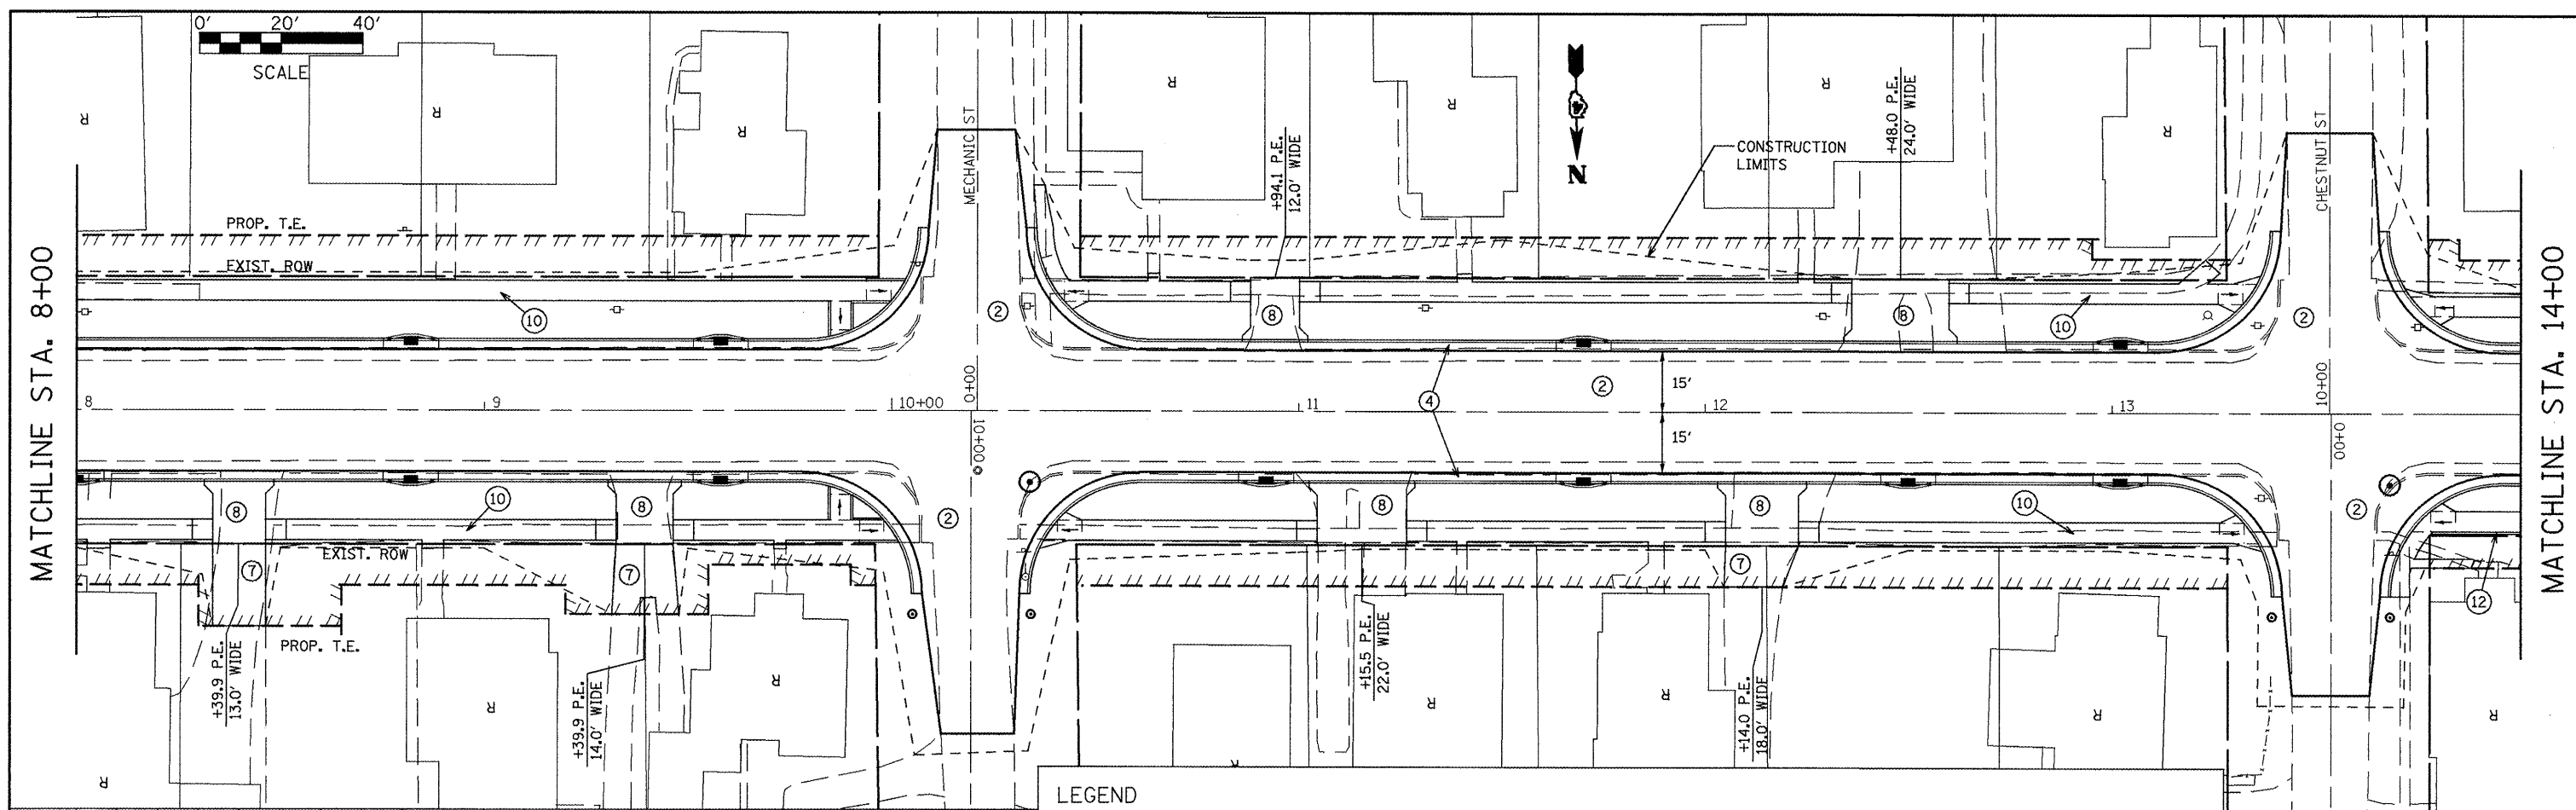 0' 20' 40'
SCALE
MATCHLINE STA. 8+00
MATCHLINE STA. 14+00
R
R
R
R
R
R
R
MECHANIC ST
CHESTNUT ST
+94.1 P.E.
12.0' WIDE
+48.0 P.E.
24.0' WIDE
N
CONSTRUCTION
LIMITS
PROP. T.E.
EXIST. ROW
10
2
8
8
10
2
2
15'
15'
4
8
9
10+00
0+00
11
12
13
10+00
10+00
0+00
8
10
8
2
8
8
10
2
EXIST. ROW
7
7
7
12
PROP. T.E.
+39.9 P.E.
13.0' WIDE
+39.9 P.E.
14.0' WIDE
+15.5 P.E.
22.0' WIDE
+14.0 P.E.
18.0' WIDE
R
R
R
R
R
R
R
R
LEGEND